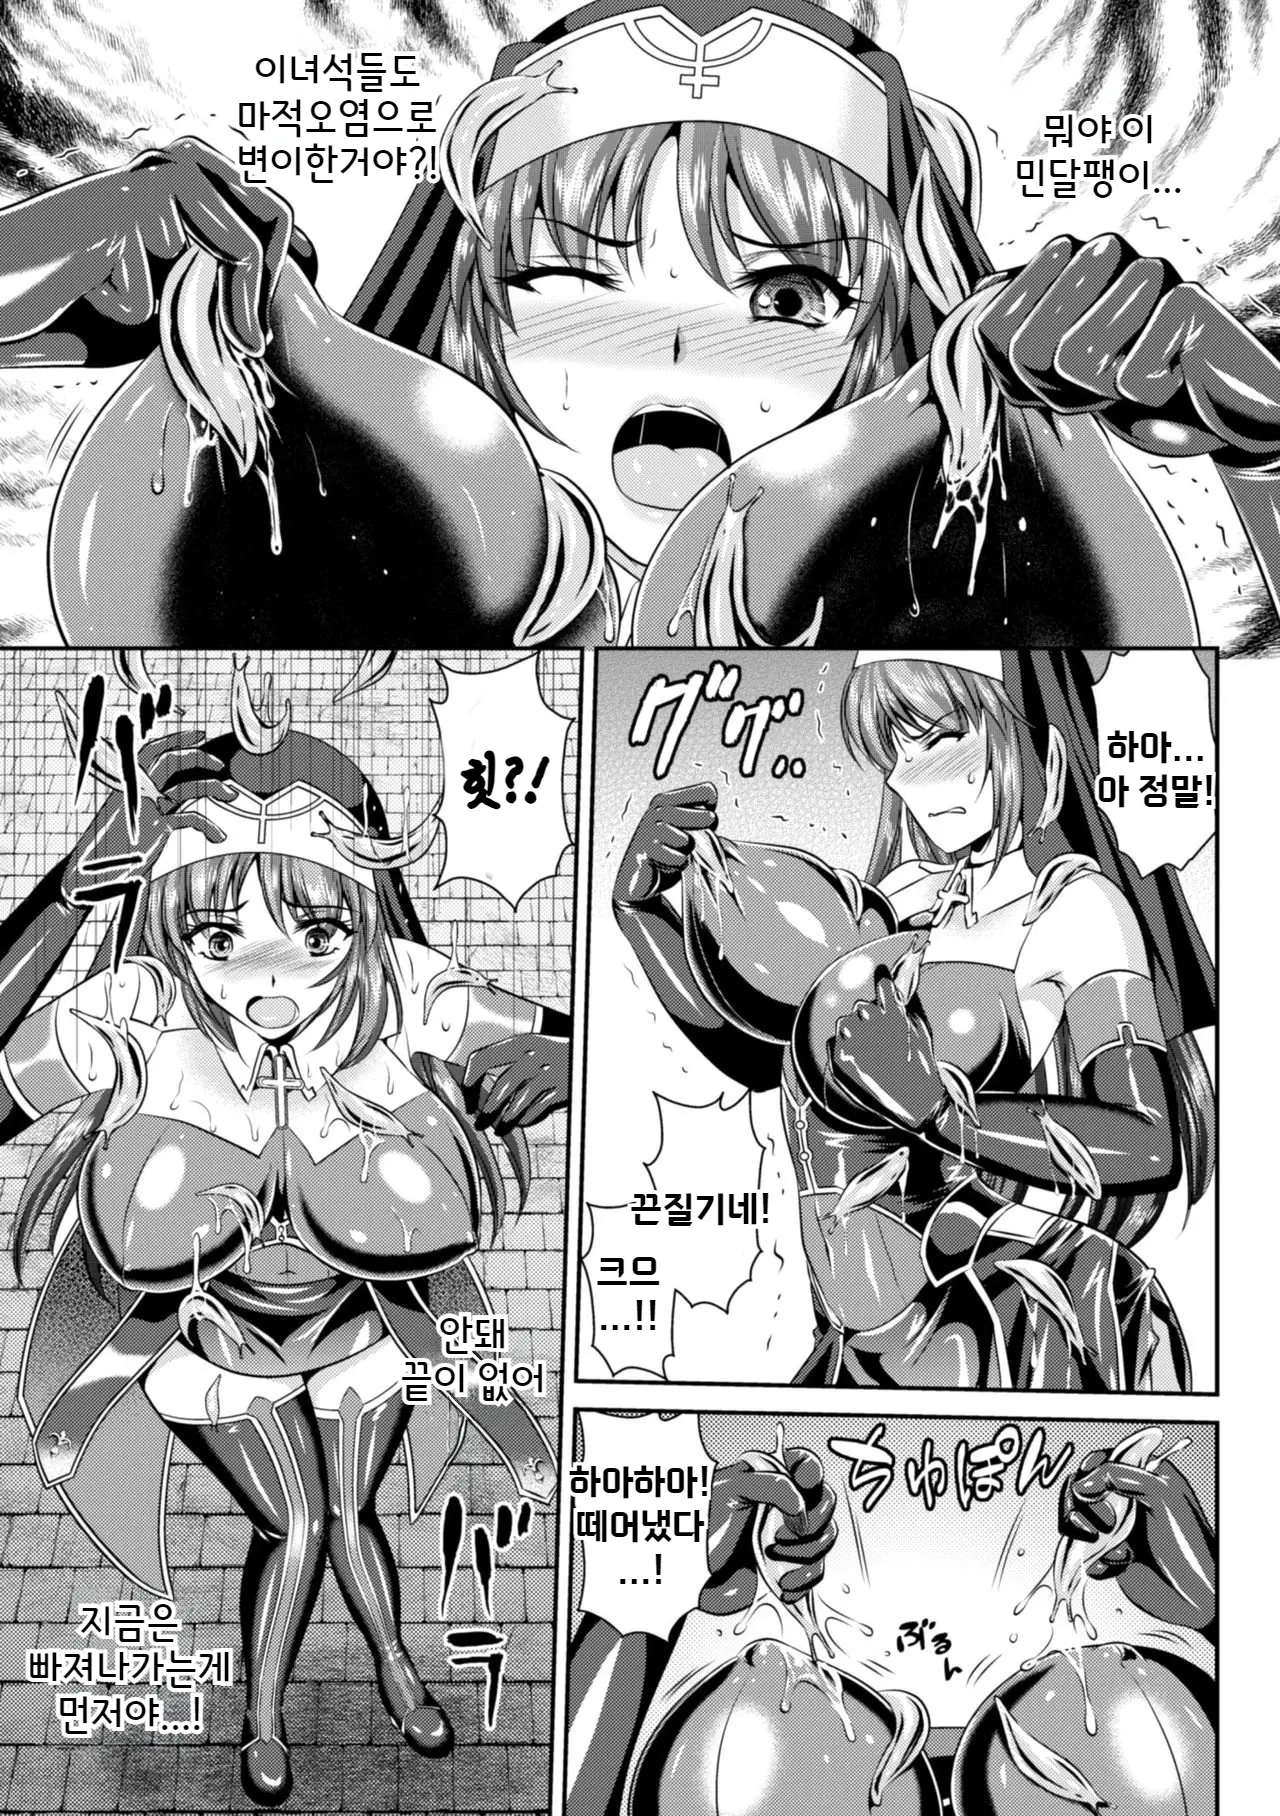 뭐야 이
민달팽이...
이녀석들도
마적오염으로
변이한거야?!
하아...
아 정말!
グググ..
끈질기네!
크으
...!!
하아하아!
떼어냈다
...!
ちゅぽん
ぶるん
힛?!
안돼
끝이 없어
지금은
빠져나가는게
먼저야...!